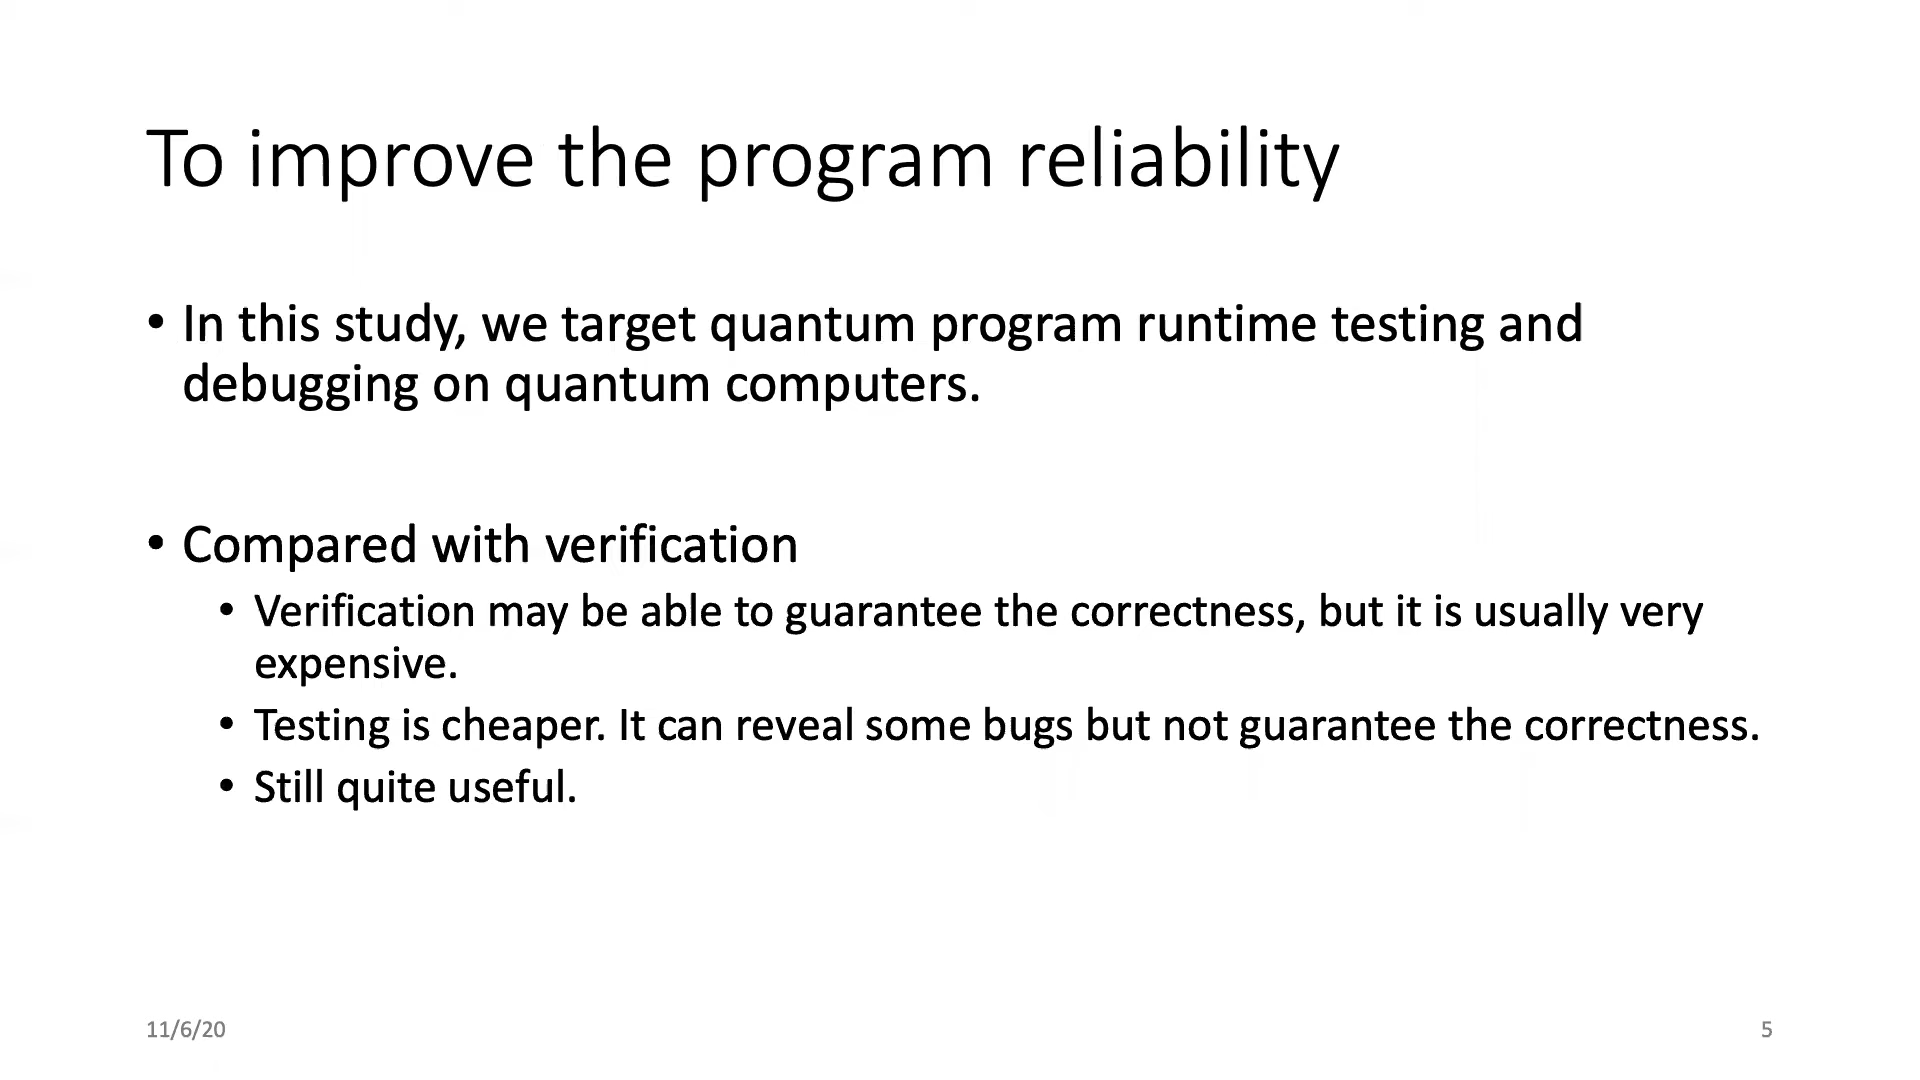 To improve the program reliability
• In this study, we target quantum program runtime testing and
debugging on quantum computers.
• Compared with verification
• Verification may be able to guarantee the correctness, but it is usually very
expensive.
• Testing is cheaper. It can reveal some bugs but not guarantee the correctness.
• Still quite useful.
11/6/20
5